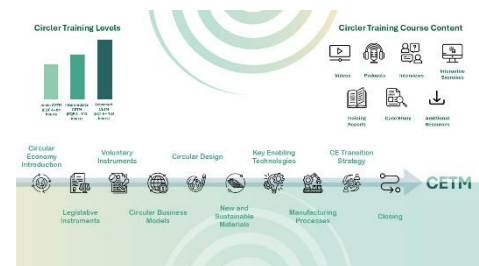 Circler Training Levels
Circler Training Course Content
Videos
Podcasts
Interviews
Interactive
Exercises
Training
Reports
Case Study
Additional
Resources
Circular
Economy
Introduction
Voluntary
Instruments
Circular Design
Key Enabling
Technologies
CE Transition
Strategy
CETM
Legislative
Instruments
Circular Business
Models
New and
Sustainable
Materials
Manufacturing
Processes
Closing